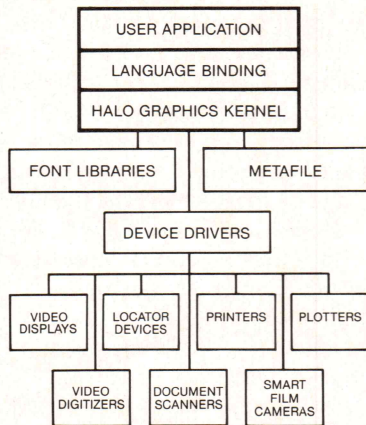 USER APPLICATION
LANGUAGE BINDING
HALO GRAPHICS KERNEL
FONT LIBRARIES
METAFILE
DEVICE DRIVERS
VIDEO
DISPLAYS
LOCATOR
DEVICES
PRINTERS
PLOTTERS
VIDEO
DIGITIZERS
DOCUMENT
SCANNERS
SMART
FILM
CAMERAS